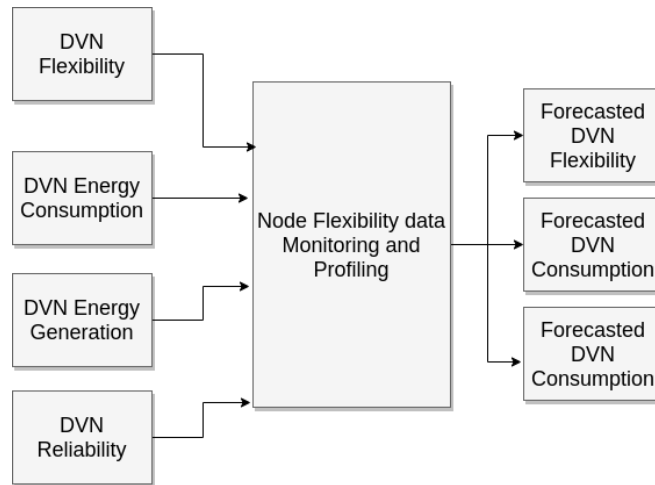 DVN
Flexibility
DVN Energy
Consumption
DVN Energy
Generation
DVN
Reliability
Node Flexibility data
Monitoring and
Profiling
Forecasted
DVN
Flexibility
Forecasted
DVN
Consumption
Forecasted
DVN
Consumption